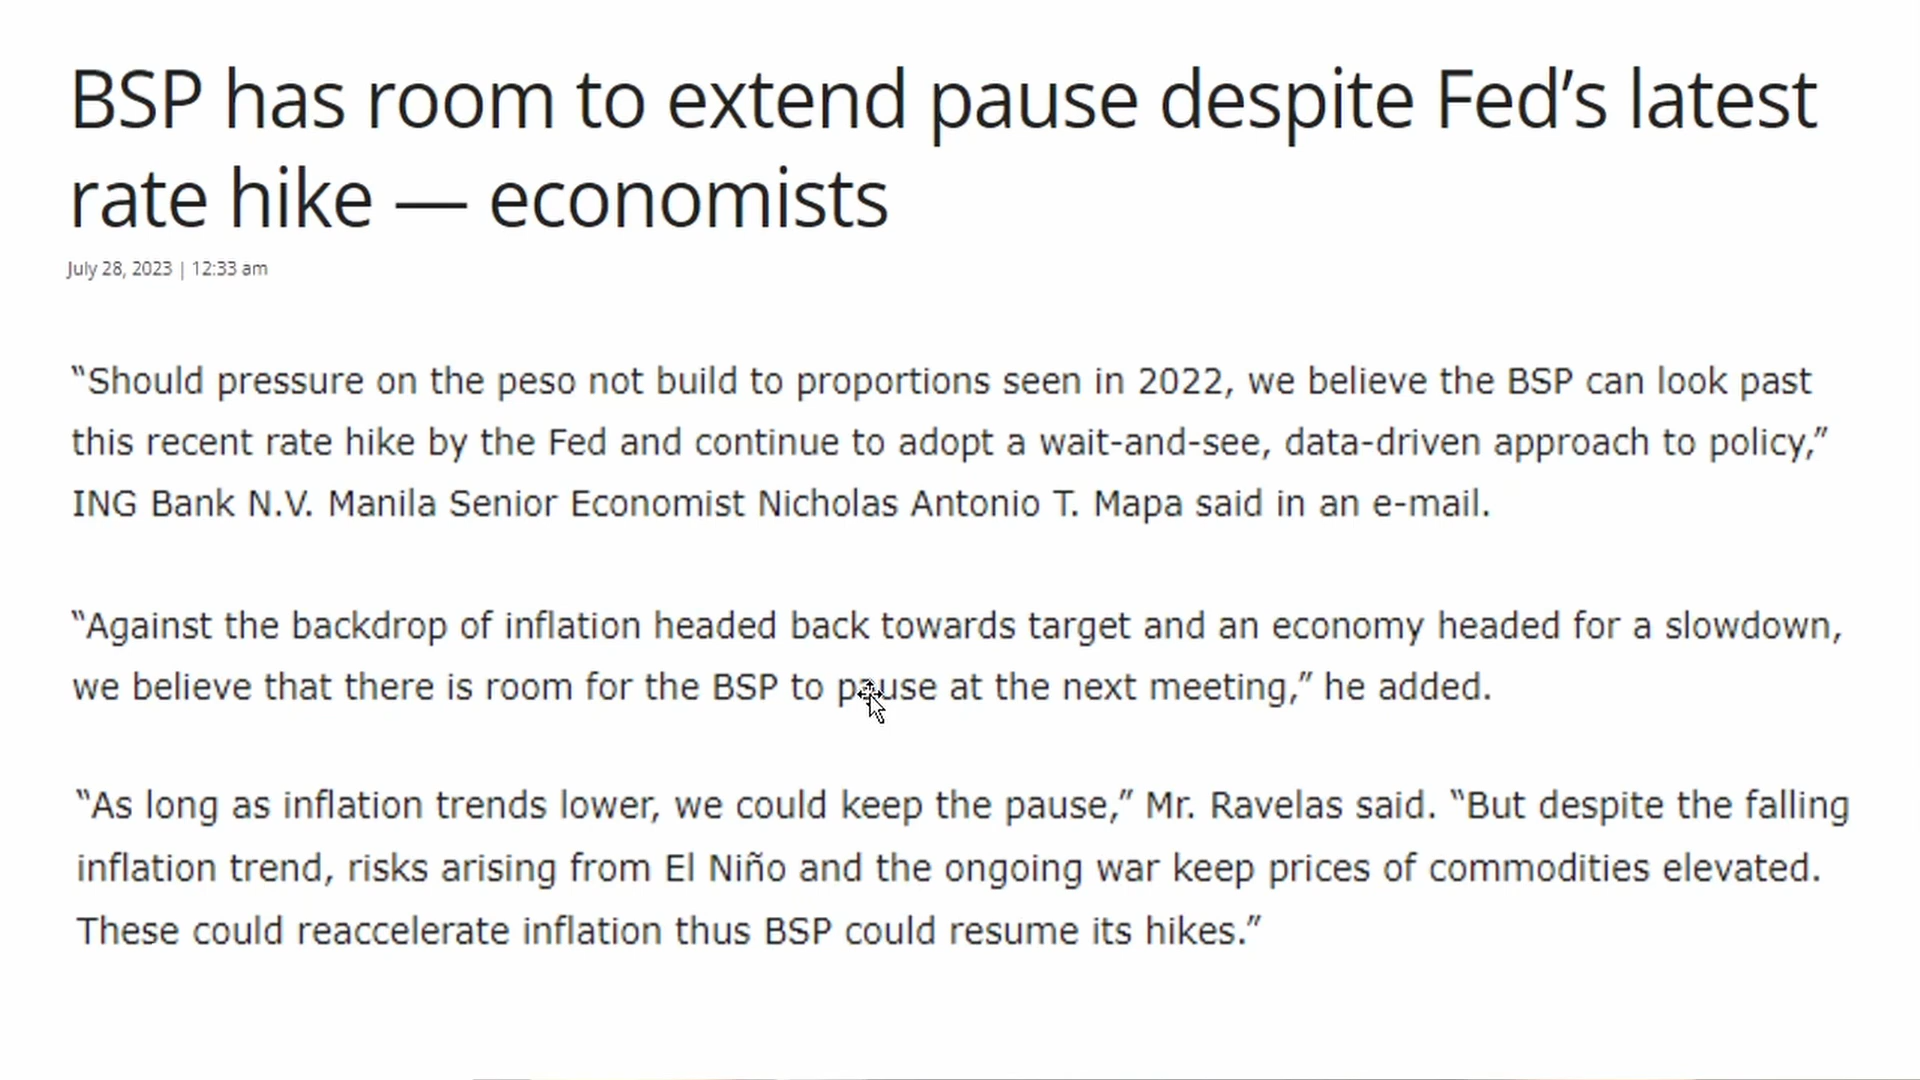 BSP has room to extend pause despite Fed’s latest
rate hike — economists
July 28, 2023 | 12:33 am
“Should pressure on the peso not build to proportions seen in 2022, we believe the BSP can look past
this recent rate hike by the Fed and continue to adopt a wait-and-see, data-driven approach to policy,”
ING Bank N.V. Manila Senior Economist Nicholas Antonio T. Mapa said in an e-mail.
“Against the backdrop of inflation headed back towards target and an economy headed for a slowdown,
we believe that there is room for the BSP to pause at the next meeting,” he added.
“As long as inflation trends lower, we could keep the pause,” Mr. Ravelas said. “But despite the falling
inflation trend, risks arising from El Niño and the ongoing war keep prices of commodities elevated.
These could reaccelerate inflation thus BSP could resume its hikes.”